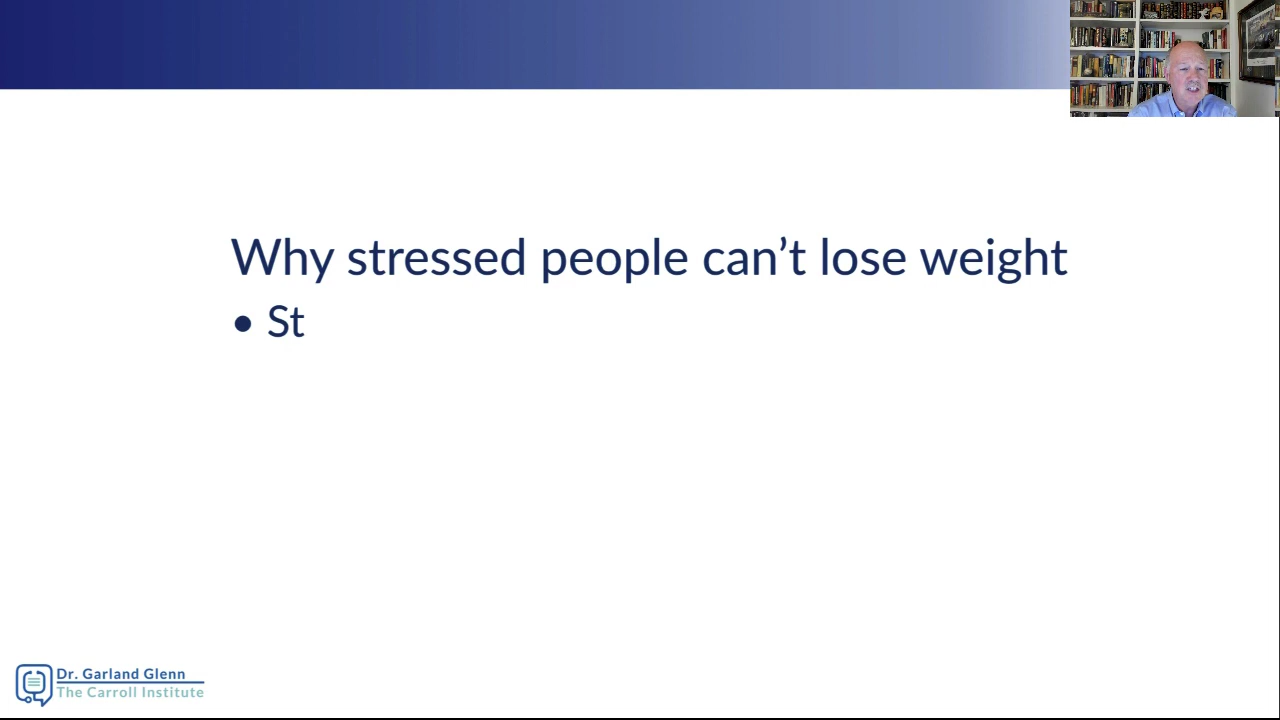 Why stressed people can’t lose weight
• St
Dr. Garland Glenn
The Carroll Institute